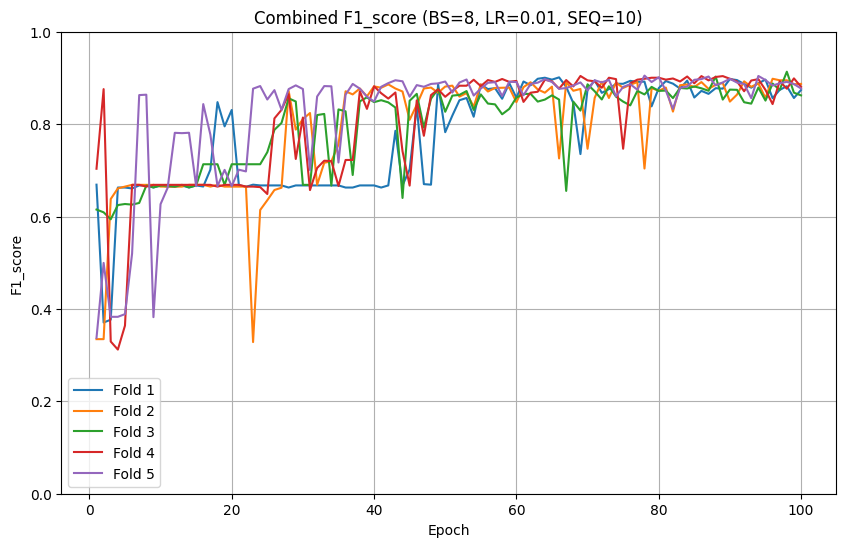 Combined F1_score (BS=8, LR=0.01, SEQ=10)
1.0
0.8
0.6
0.4
0.2
0.0
F1_score
Fold 1
Fold 2
Fold 3
Fold 4
Fold 5
0 20 40 60 80 100
Epoch